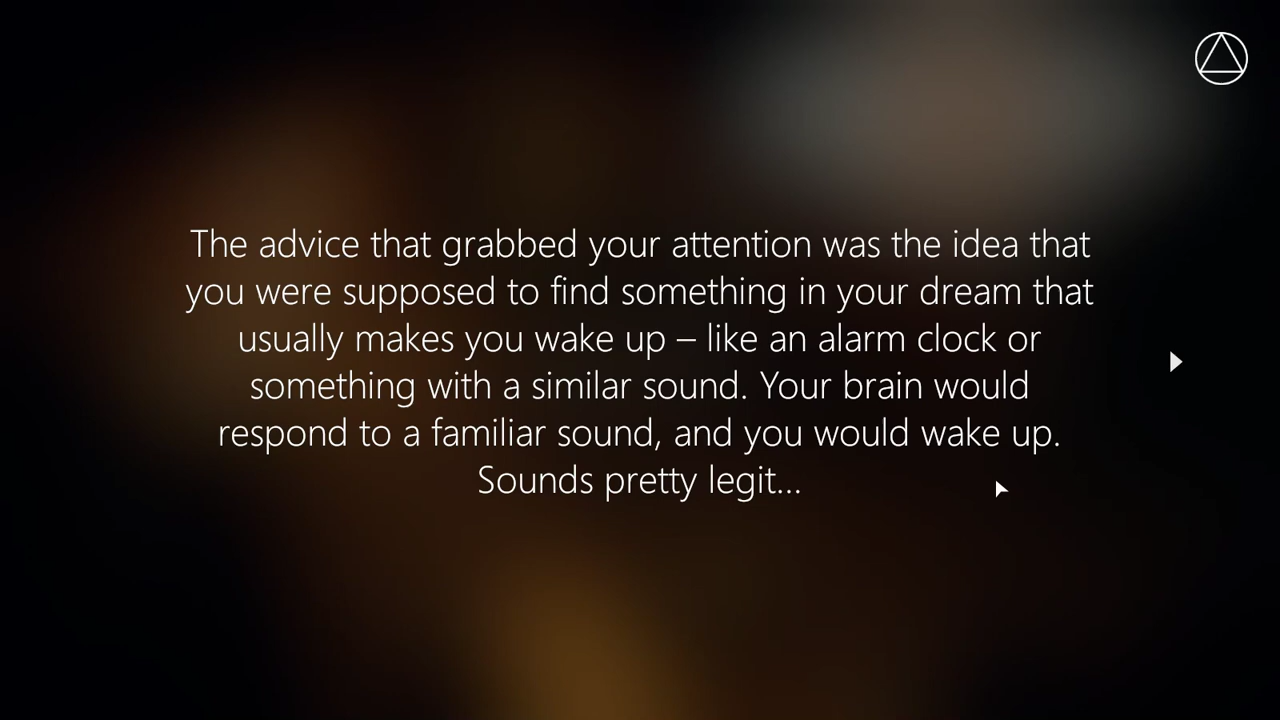 The advice that grabbed your attention was the idea that
you were supposed to find something in your dream that
usually makes you wake up – like an alarm clock or
something with a similar sound. Your brain would
respond to a familiar sound, and you would wake up.
Sounds pretty legit...